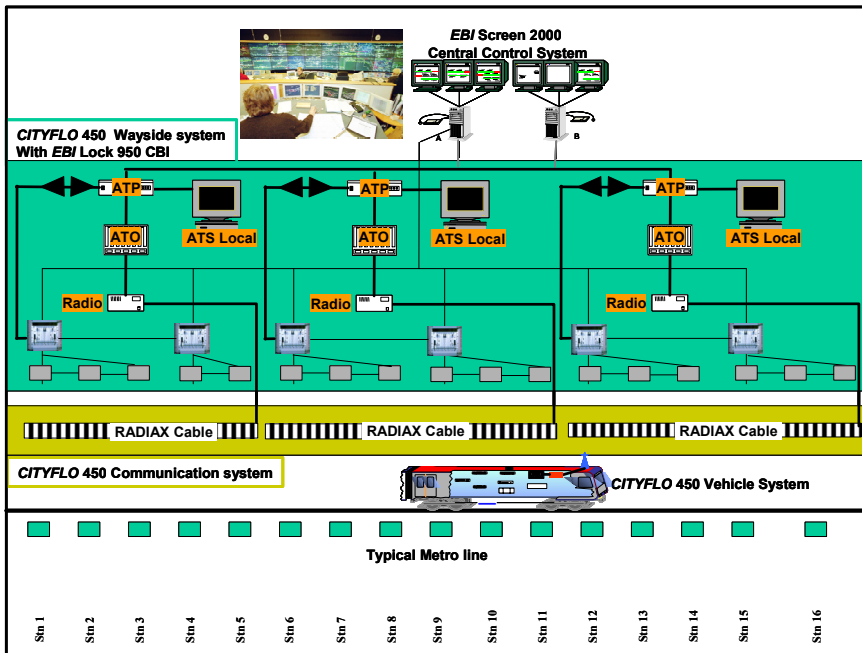 EBI Screen 2000
Central Control System
A
B
CITYFLO 450 Wayside system
With EBI Lock 950 CBI
ATP
ATP
ATP
ATO
ATS Local
ATO
ATS Local
ATO
ATS Local
Radio
Radio
Radio
RADIAX Cable
RADIAX Cable
RADIAX Cable
CITYFLO 450 Communication system
CITYFLO 450 Vehicle System
Typical Metro line
Stn 1
Stn 2
Stn 3
Stn 4
Stn 5
Stn 6
Stn 7
Stn 8
Stn 9
Stn 10
Stn 11
Stn 12
Stn 13
Stn 14
Stn 15
Stn 16